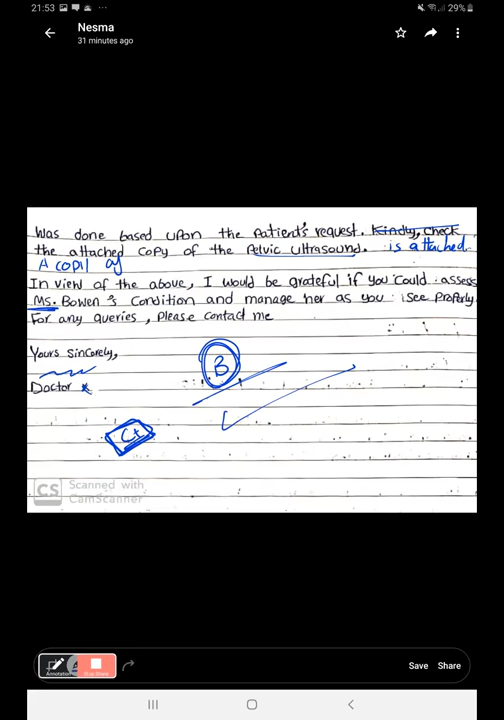 21:53
29%
Nesma
31 minutes ago
Was done based upon the Patient's request. Kindly, Check
the attached copy of the Pelvic Ultrasound. is attached
A copy of
In view of the above, I would be grateful if you Could assess
Ms. Bowen's Condition and manage her as you see Properly
For any queries, Please contact me
Yours Sincerely,
Doctor
B
C+
CS Scanned with
CamScanner
Annotation
Stop Share
Save Share